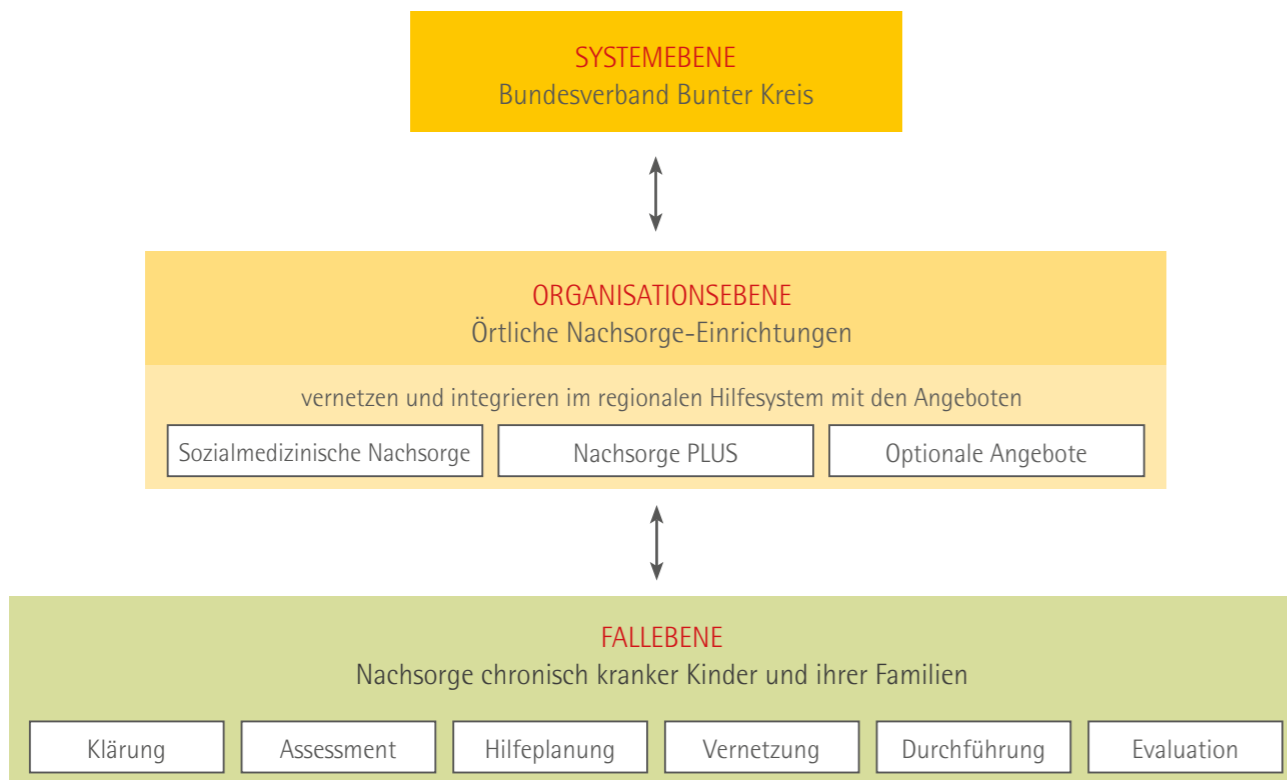 SYSTEMEBENE
Bundesverband Bunter Kreis
ORGANISATIONSEBENE
Örtliche Nachsorge-Einrichtungen
vernetzen und integrieren im regionalen Hilfesystem mit den Angeboten
Sozialmedizinische Nachsorge
Nachsorge PLUS
Optionale Angebote
FALLEBENE
Nachsorge chronisch kranker Kinder und ihrer Familien
Klärung
Assessment
Hilfeplanung
Vernetzung
Durchführung
Evaluation